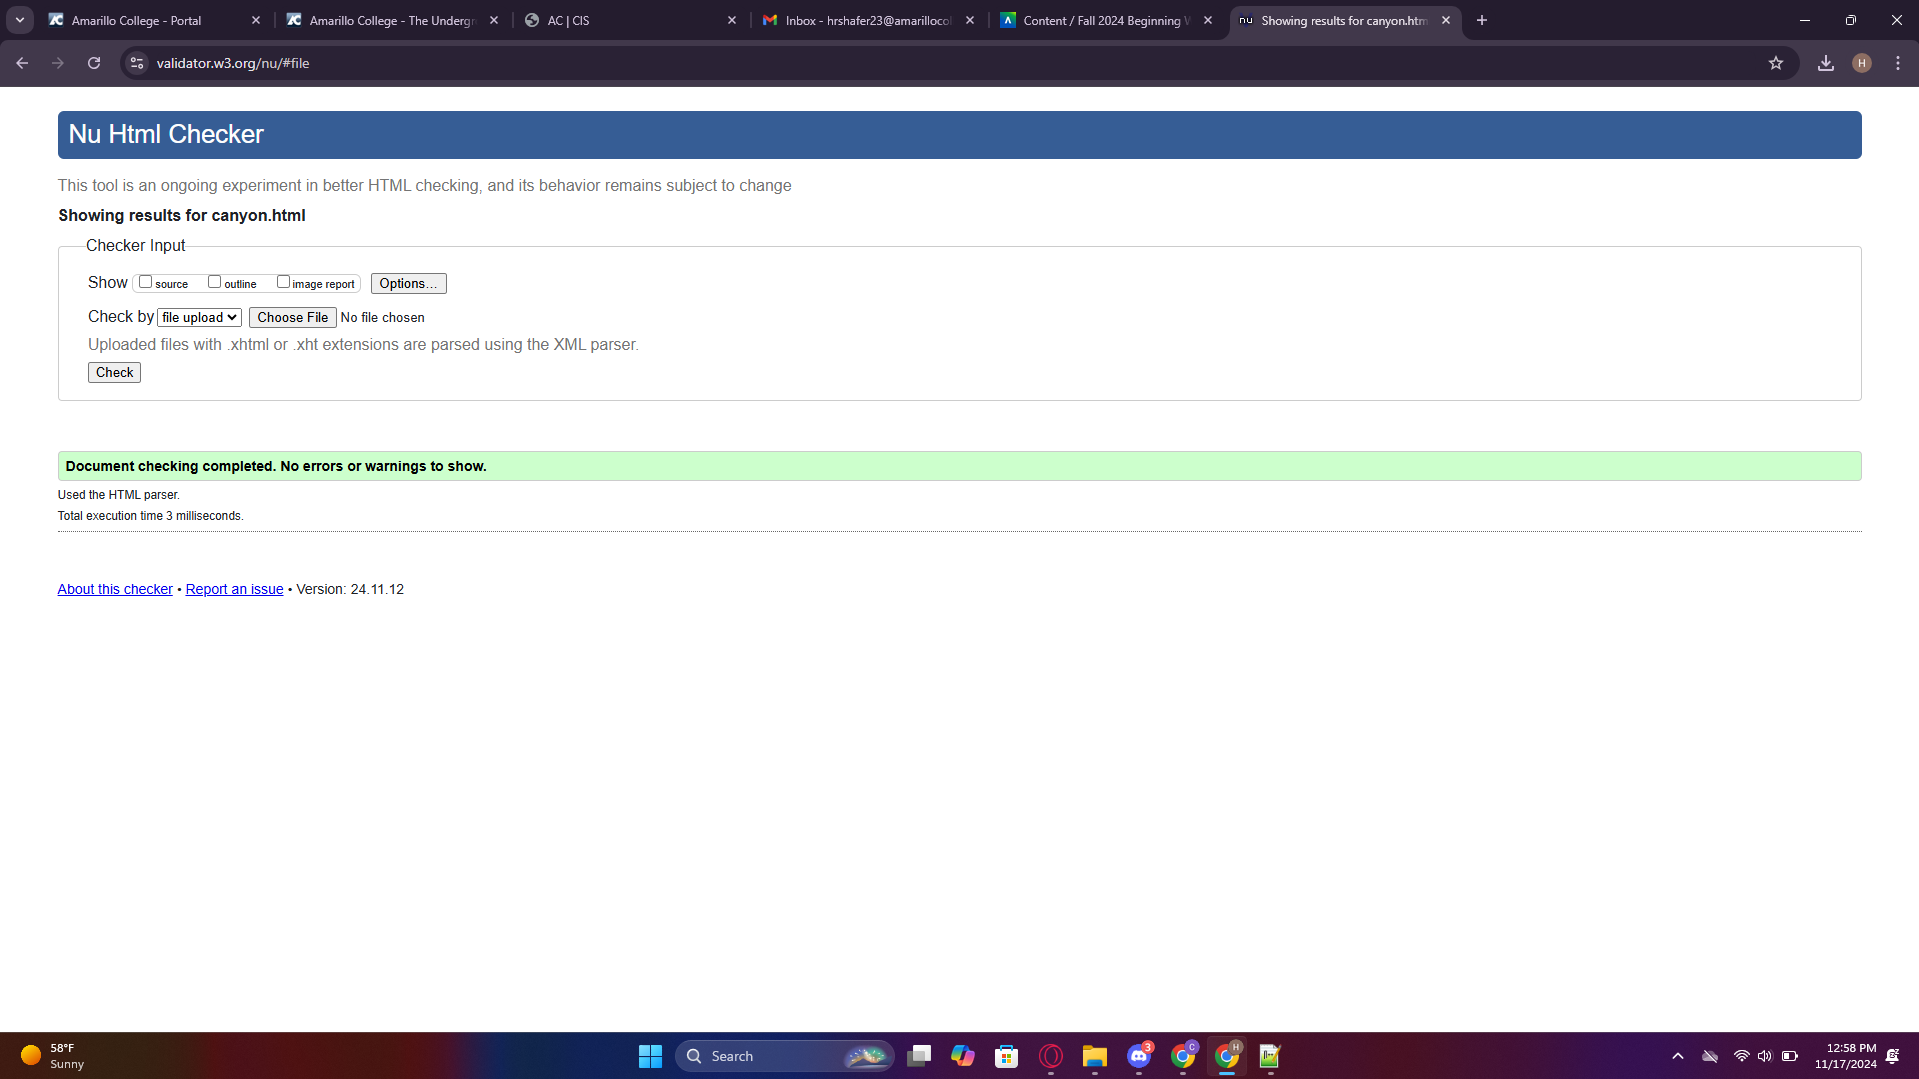 Amarillo College - Portal
Amarillo College - The Undergr
AC | CIS
Inbox - hrshafer23@amarilloco
Content / Fall 2024 Beginning W
nu Showing results for canyon.htm
validator.w3.org/nu/#file
H
Nu Html Checker
This tool is an ongoing experiment in better HTML checking, and its behavior remains subject to change
Showing results for canyon.html
Checker Input
Show source outline image report Options...
Check by file upload Choose File No file chosen
Uploaded files with .xhtml or .xht extensions are parsed using the XML parser.
Check
Document checking completed. No errors or warnings to show.
Used the HTML parser.
Total execution time 3 milliseconds.
About this checker • Report an issue • Version: 24.11.12
58°F
Sunny
Search
3
C
H
12:58 PM
11/17/2024